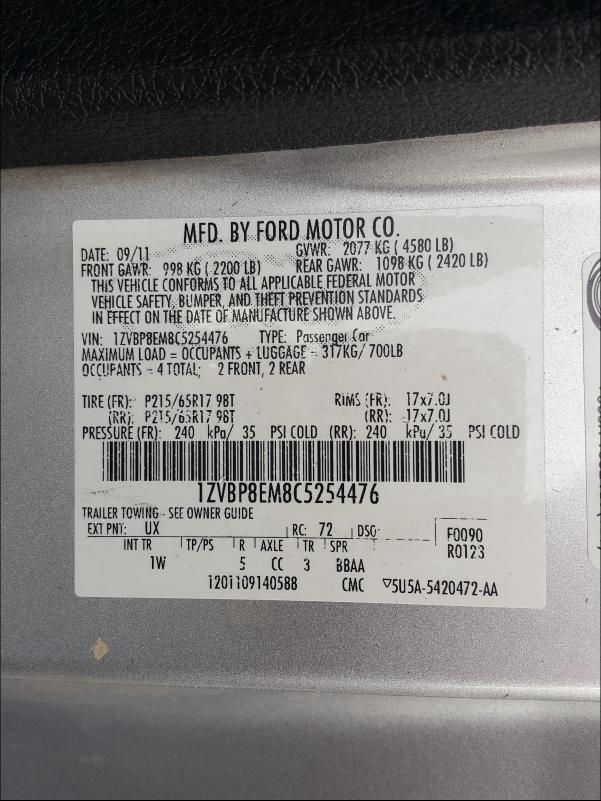 MFD. BY FORD MOTOR CO.
DATE: 09/11 GVWR: 2077 KG ( 4580 LB)
FRONT GAWR: 998 KG ( 2200 LB) REAR GAWR: 1098 KG ( 2420 LB)
THIS VEHICLE CONFORMS TO ALL APPLICABLE FEDERAL MOTOR
VEHICLE SAFETY, BUMPER, AND THEFT PREVENTION STANDARDS
IN EFFECT ON THE DATE OF MANUFACTURE SHOWN ABOVE.
VIN: 1ZVBP8EM8C5254476 TYPE: Passenger Car
MAXIMUM LOAD = OCCUPANTS + LUGGAGE = 317KG/ 700LB
OCCUPANTS = 4 TOTAL; 2 FRONT, 2 REAR
TIRE (FR): P215/65R17 98T RIMS (FR): 17x7.0J
(RR): P215/65R17 98T (RR): 17x7.0J
PRESSURE (FR): 240 kPa/ 35 PSI COLD (RR): 240 kPa/ 35 PSI COLD
1ZVBP8EM8C5254476
TRAILER TOWING - SEE OWNER GUIDE
EXT PNT: UX RC: 72 DSO: F0090
INT TR TP/PS R AXLE TR SPR R0123
1W 5 CC 3 BBAA
1201109140588 CMC ▽5U5A-5420472-AA